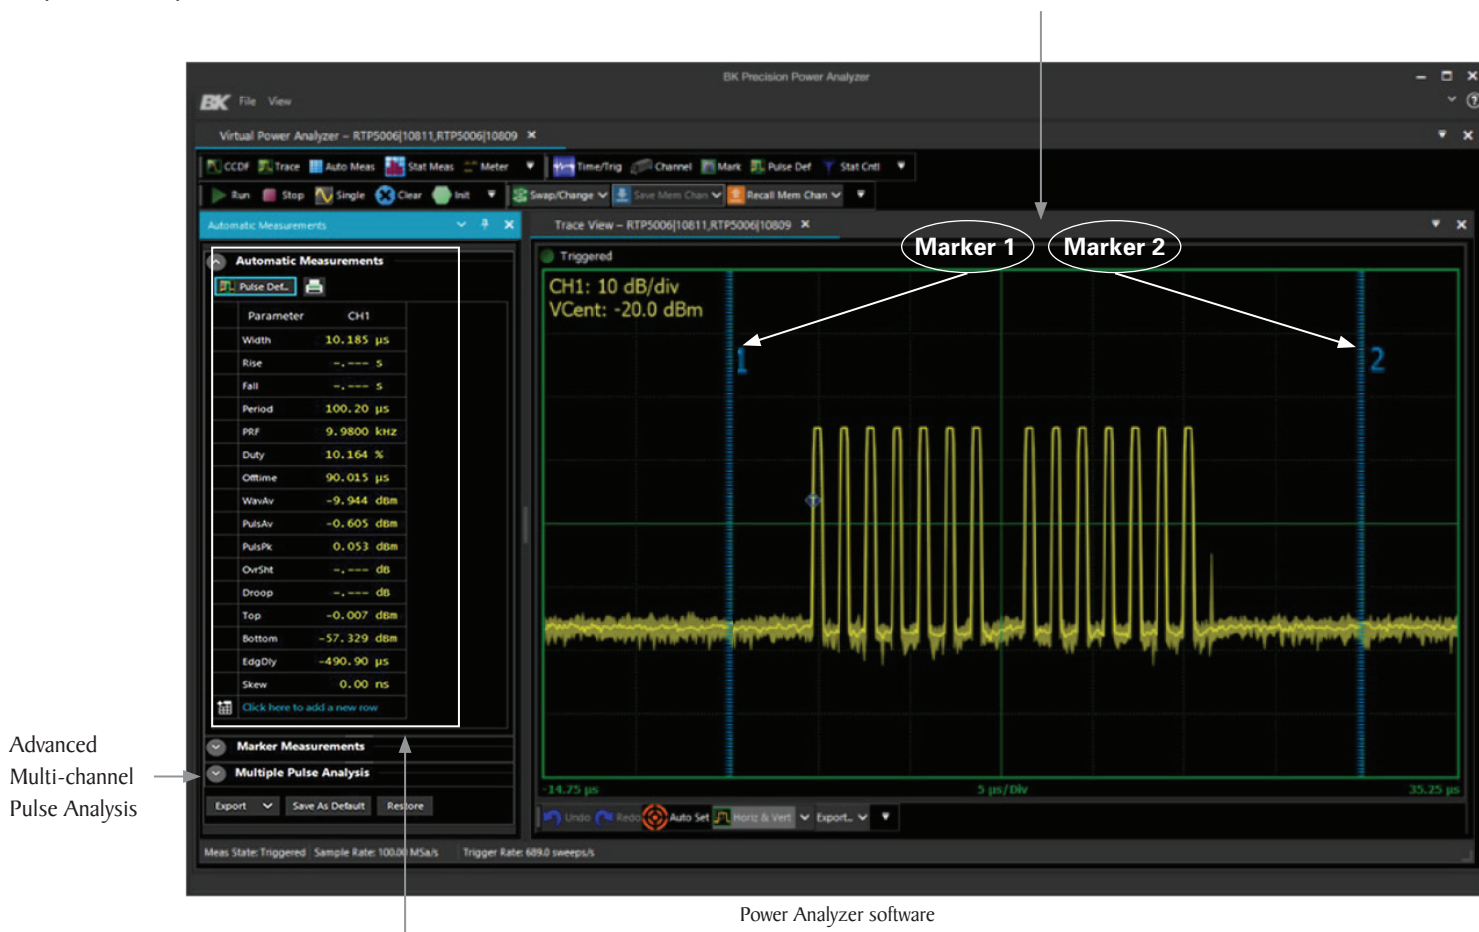 BK Precision Power Analyzer
BK File View
Virtual Power Analyzer – RTP5006|10811,RTP5006|10809
CCDF Trace Auto Meas Stat Meas Meter Time/Trig Channel Mark Pulse Def Stat Cntl
Run Stop Single Clear Init Swap/Change Save Mem Chan Recall Mem Chan
Automatic Measurements
Trace View – RTP5006|10811,RTP5006|10809
Automatic Measurements
Pulse Def..
Parameter CH1
Width 10.185 µs
Rise -.--- s
Fall -.--- s
Period 100.20 µs
PRF 9.9800 kHz
Duty 10.164 %
Offtime 90.015 µs
WavAv -9.944 dBm
PulsAv -0.605 dBm
PulsPk 0.053 dBm
OvrSht -.--- dB
Droop -.--- dB
Top -0.007 dBm
Bottom -57.329 dBm
EdgDly -490.90 µs
Skew 0.00 ns
Click here to add a new row
Marker Measurements
Multiple Pulse Analysis
Export Save As Default Restore
Triggered
CH1: 10 dB/div
VCent: -20.0 dBm
Marker 1 Marker 2
1 2
-14.75 µs 5 µs/Div 35.25 µs
Undo Redo Auto Set Horiz & Vert Export..
Meas State: Triggered Sample Rate: 100.00 MSa/s Trigger Rate: 689.0 sweeps/s
Advanced
Multi-channel
Pulse Analysis
Power Analyzer software